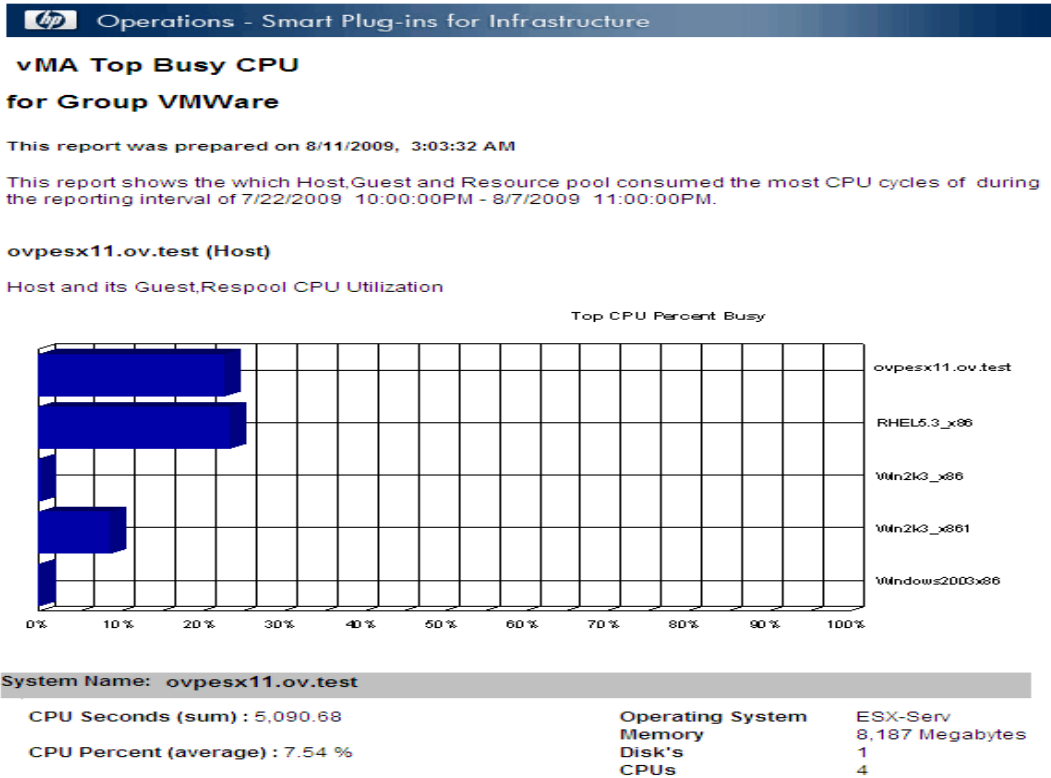 hp Operations - Smart Plug-ins for Infrastructure
vMA Top Busy CPU
for Group VMWare
This report was prepared on 8/11/2009, 3:03:32 AM
This report shows the which Host,Guest and Resource pool consumed the most CPU cycles of during
the reporting interval of 7/22/2009 10:00:00PM - 8/7/2009 11:00:00PM.
ovpesx11.ov.test (Host)
Host and its Guest,Respool CPU Utilization
Top CPU Percent Busy
ovpesx11.ov.test
RHEL5.3_x86
Win2k3_x86
Win2k3_x861
Windows2003x86
0% 10% 20% 30% 40% 50% 60% 70% 80% 90% 100%
System Name: ovpesx11.ov.test
CPU Seconds (sum) : 5,090.68 Operating System ESX-Serv
Memory 8,187 Megabytes
CPU Percent (average) : 7.54 % Disk's 1
CPUs 4